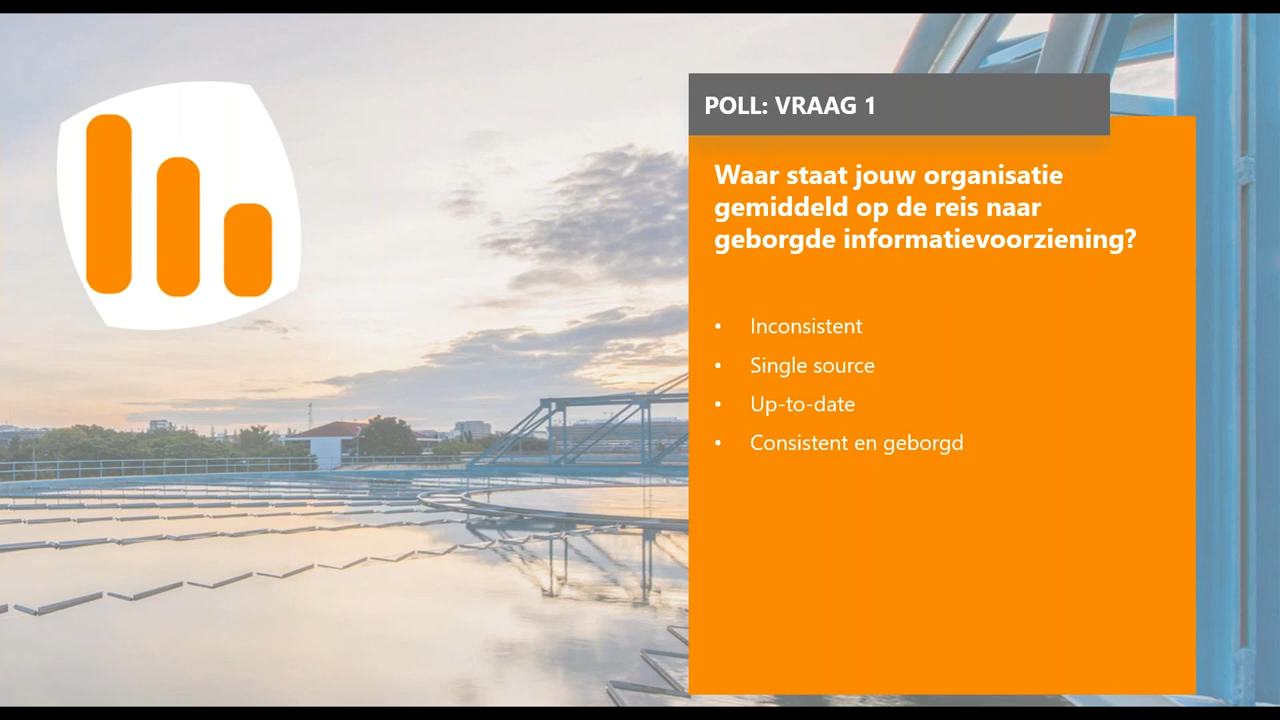 POLL: VRAAG 1
Waar staat jouw organisatie
gemiddeld op de reis naar
geborgde informatievoorziening?
• Inconsistent
• Single source
• Up-to-date
• Consistent en geborgd